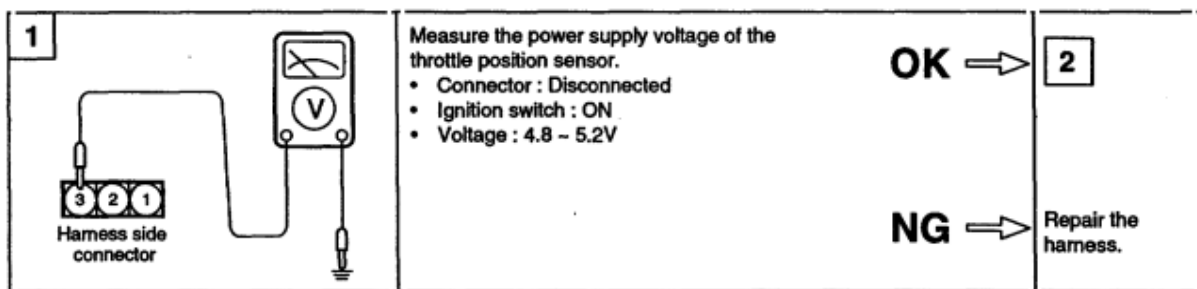 1
V
3 2 1
Harness side
connector
Measure the power supply voltage of the
throttle position sensor.
• Connector : Disconnected
• Ignition switch : ON
• Voltage : 4.8 ~ 5.2V
OK
2
NG
Repair the
harness.